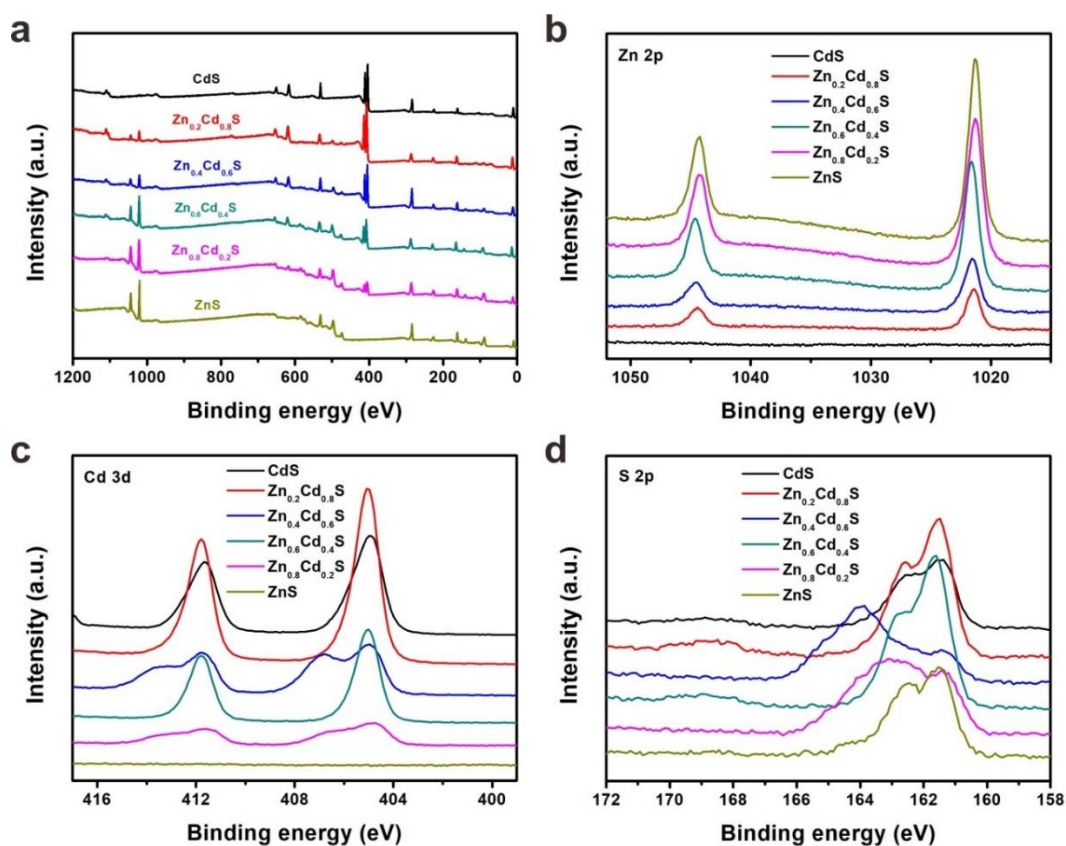 a
CdS
Zn0.2Cd0.8S
Zn0.4Cd0.6S
Zn0.6Cd0.4S
Zn0.8Cd0.2S
ZnS
Intensity (a.u.)
1200 1000 800 600 400 200 0
Binding energy (eV)
b
Zn 2p
CdS
Zn0.2Cd0.8S
Zn0.4Cd0.6S
Zn0.6Cd0.4S
Zn0.8Cd0.2S
ZnS
Intensity (a.u.)
1050 1040 1030 1020
Binding energy (eV)
c
Cd 3d
CdS
Zn0.2Cd0.8S
Zn0.4Cd0.6S
Zn0.6Cd0.4S
Zn0.8Cd0.2S
ZnS
Intensity (a.u.)
416 412 408 404 400
Binding energy (eV)
d
S 2p
CdS
Zn0.2Cd0.8S
Zn0.4Cd0.6S
Zn0.6Cd0.4S
Zn0.8Cd0.2S
ZnS
Intensity (a.u.)
172 170 168 166 164 162 160 158
Binding energy (eV)